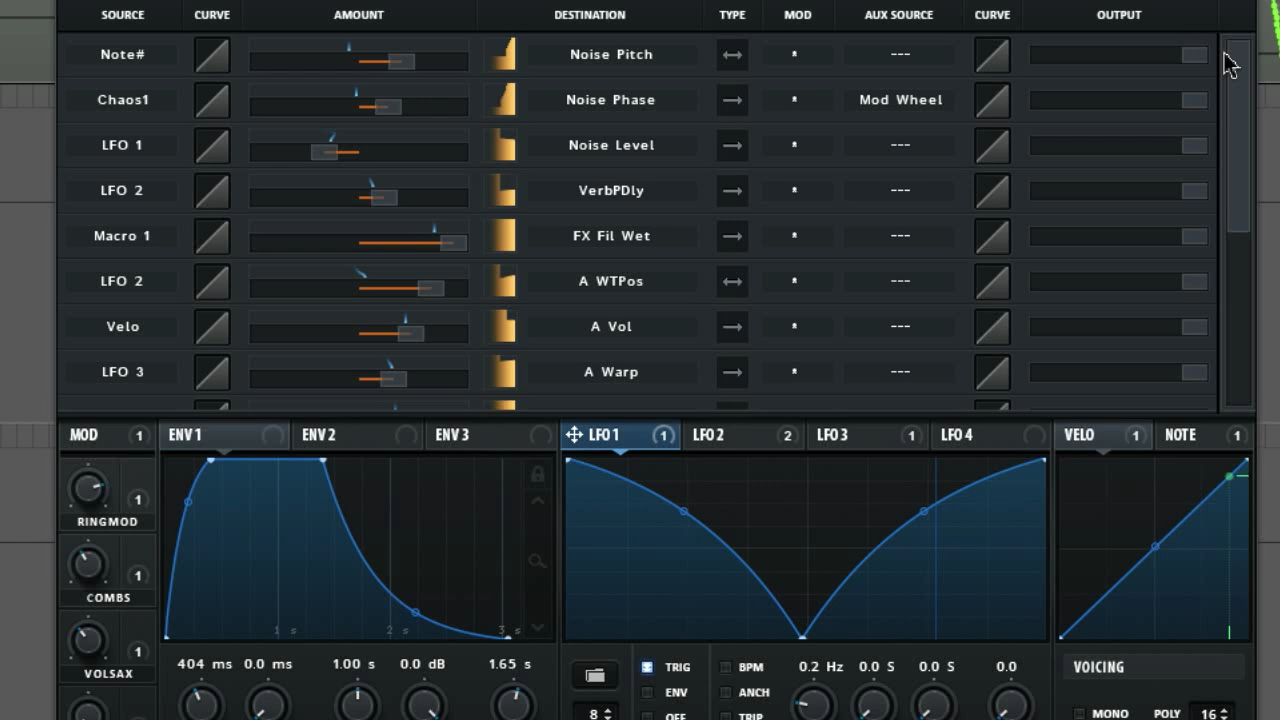 SOURCE CURVE AMOUNT DESTINATION TYPE MOD AUX SOURCE CURVE OUTPUT
Note# Noise Pitch * ---
Chaos1 Noise Phase * Mod Wheel
LFO 1 Noise Level * ---
LFO 2 VerbPDly * ---
Macro 1 FX Fil Wet * ---
LFO 2 A WTPos * ---
Velo A Vol * ---
LFO 3 A Warp * ---
MOD 1 ENV 1 ENV 2 ENV 3 LFO 1 1 LFO 2 2 LFO 3 1 LFO 4 VELO 1 NOTE 1
1
RINGMOD
1
COMBS
1
VOLSAX
1 s 2 s 3 s
404 ms 0.0 ms 1.00 s 0.0 dB 1.65 s
TRIG BPM 0.2 Hz 0.0 S 0.0 S 0.0
ENV ANCH
8 OFF TRIP
VOICING
MONO POLY 16